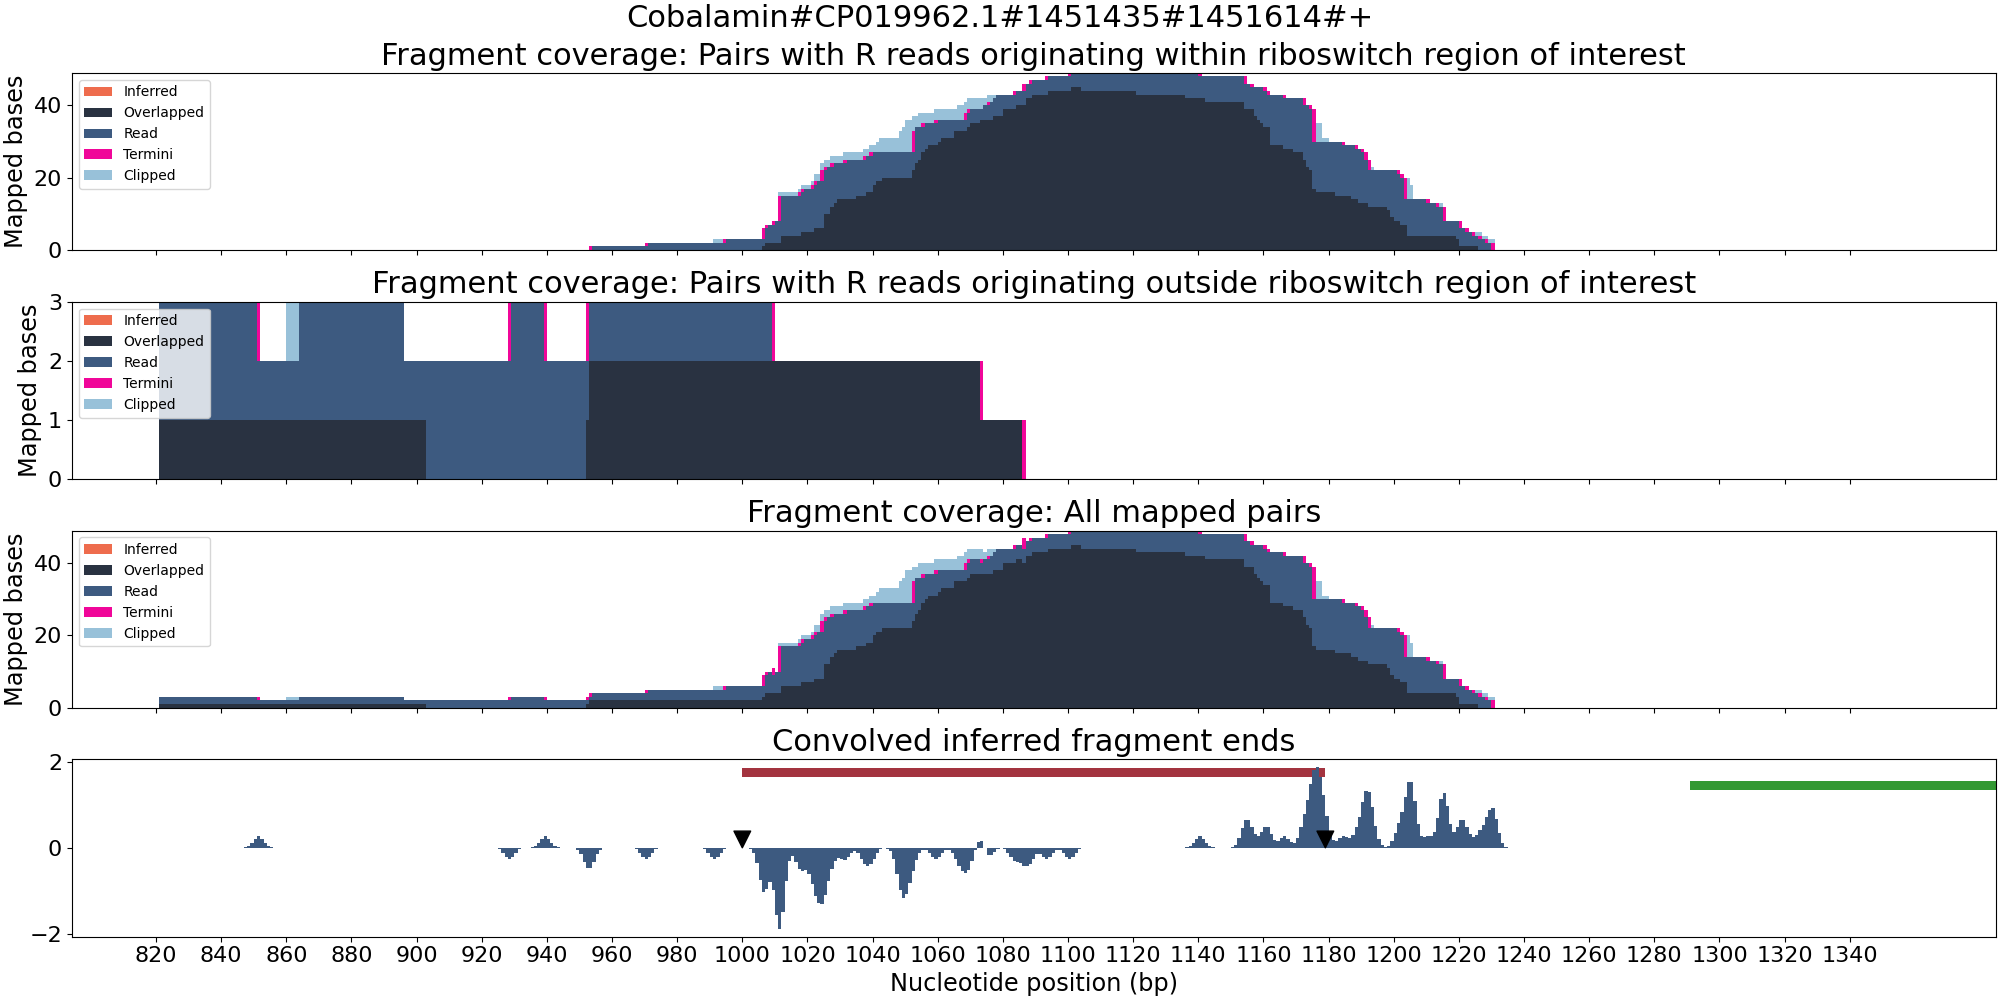 Cobalamin#CP019962.1#1451435#1451614#+
Fragment coverage: Pairs with R reads originating within riboswitch region of interest
Mapped bases
40
20
0
Inferred
Overlapped
Read
Termini
Clipped
Fragment coverage: Pairs with R reads originating outside riboswitch region of interest
Mapped bases
3
2
1
0
Inferred
Overlapped
Read
Termini
Clipped
Fragment coverage: All mapped pairs
Mapped bases
40
20
0
Inferred
Overlapped
Read
Termini
Clipped
Convolved inferred fragment ends
2
0
−2
820 840 860 880 900 920 940 960 980 1000 1020 1040 1060 1080 1100 1120 1140 1160 1180 1200 1220 1240 1260 1280 1300 1320 1340
Nucleotide position (bp)